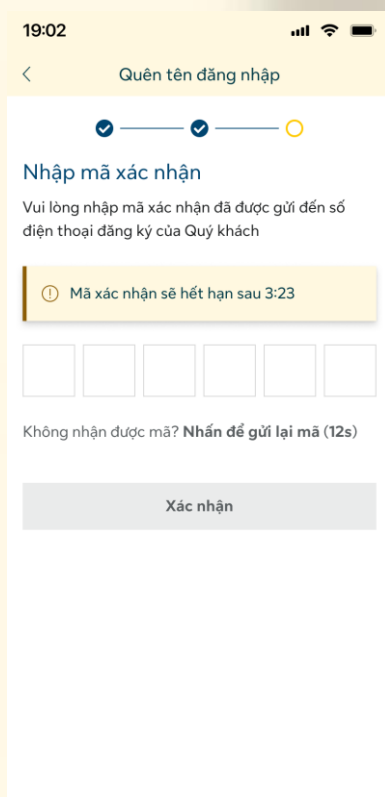 19:02
Quên tên đăng nhập
Nhập mã xác nhận
Vui lòng nhập mã xác nhận đã được gửi đến số
điện thoại đăng ký của Quý khách
Mã xác nhận sẽ hết hạn sau 3:23
Không nhận được mã? Nhấn để gửi lại mã (12s)
Xác nhận